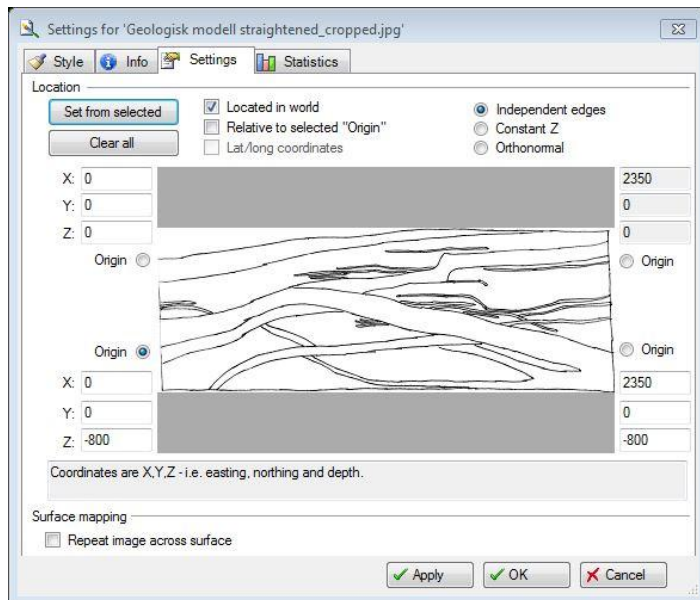 Settings for 'Geologisk modell straightened_cropped.jpg'
Style Info Settings Statistics
Location
Set from selected
Clear all
Located in world
Relative to selected "Origin"
Lat/long coordinates
Independent edges
Constant Z
Orthonormal
X: 0 2350
Y: 0 0
Z: 0 0
Origin Origin
Origin Origin
X: 0 2350
Y: 0 0
Z: -800 -800
Coordinates are X,Y,Z - i.e. easting, northing and depth.
Surface mapping
Repeat image across surface
Apply OK Cancel